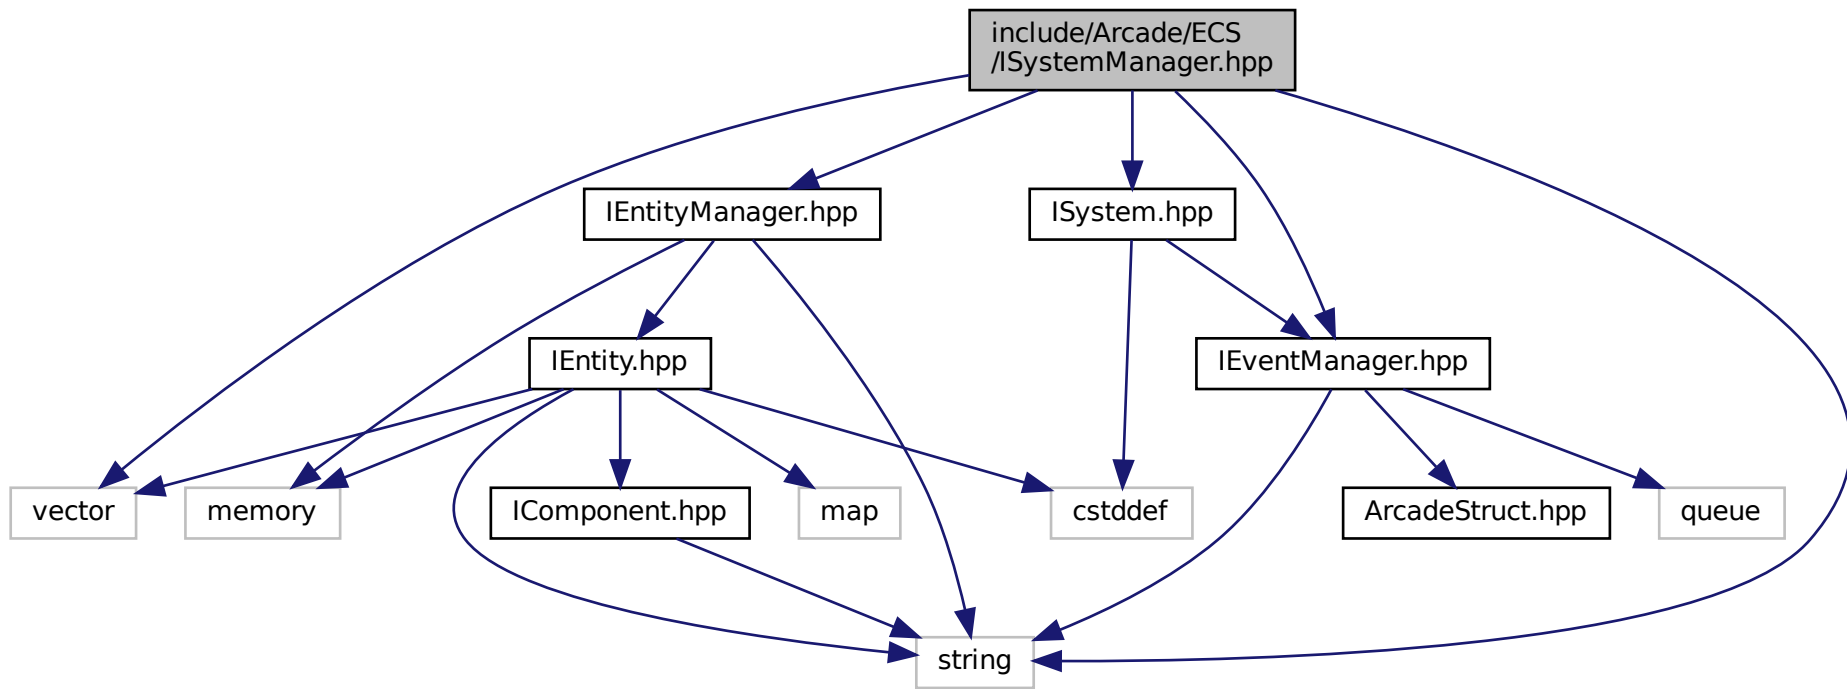 include/Arcade/ECS
/ISystemManager.hpp
IEntityManager.hpp
ISystem.hpp
IEntity.hpp
IEventManager.hpp
vector
memory
IComponent.hpp
map
cstddef
ArcadeStruct.hpp
queue
string